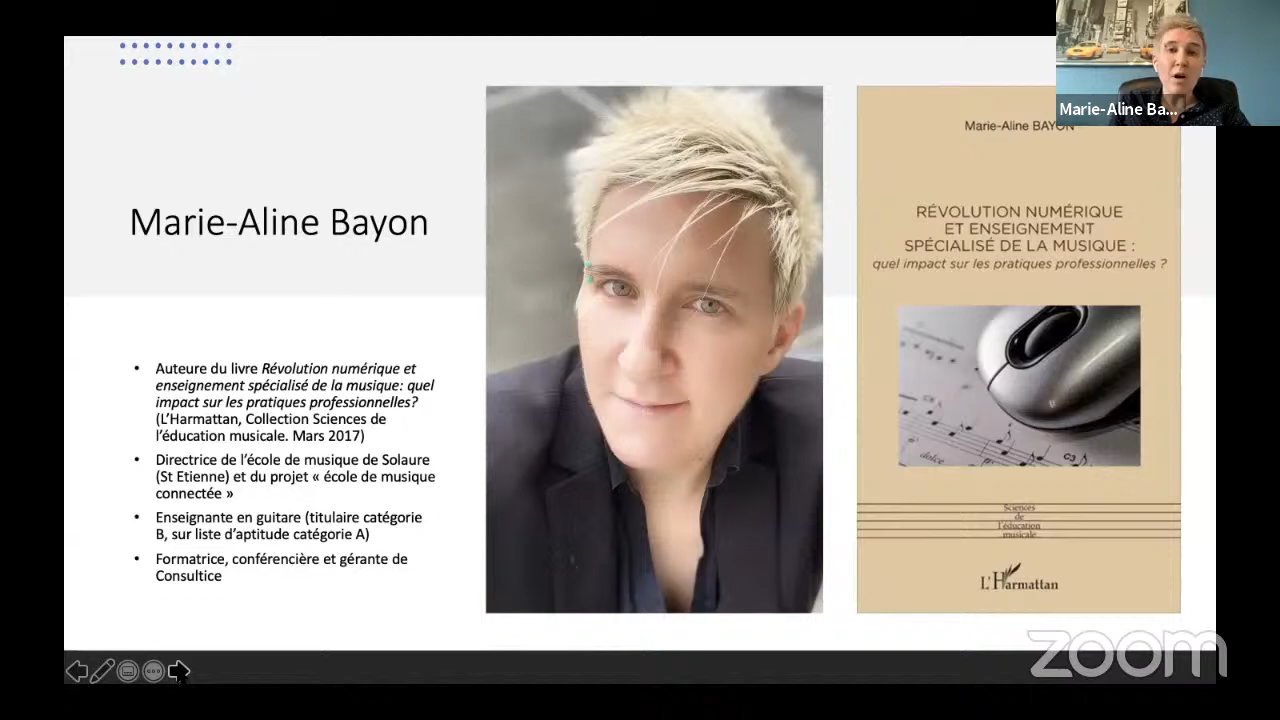 Marie-Aline Ba...
Marie-Aline Bayon
Auteure du livre Révolution numérique et
enseignement spécialisé de la musique: quel
impact sur les pratiques professionnelles?
(L'Harmattan, Collection Sciences de
l'éducation musicale. Mars 2017)
Directrice de l'école de musique de Solaure
(St Etienne) et du projet « école de musique
connectée »
Enseignante en guitare (titulaire catégorie
B, sur liste d'aptitude catégorie A)
Formatrice, conférencière et gérante de
Consultice
Marie-Aline BAYON
RÉVOLUTION NUMÉRIQUE
ET ENSEIGNEMENT
SPÉCIALISÉ DE LA MUSIQUE :
quel impact sur les pratiques professionnelles ?
dolce
Sciences
de
l'éducation
musicale
L'Harmattan
zoom